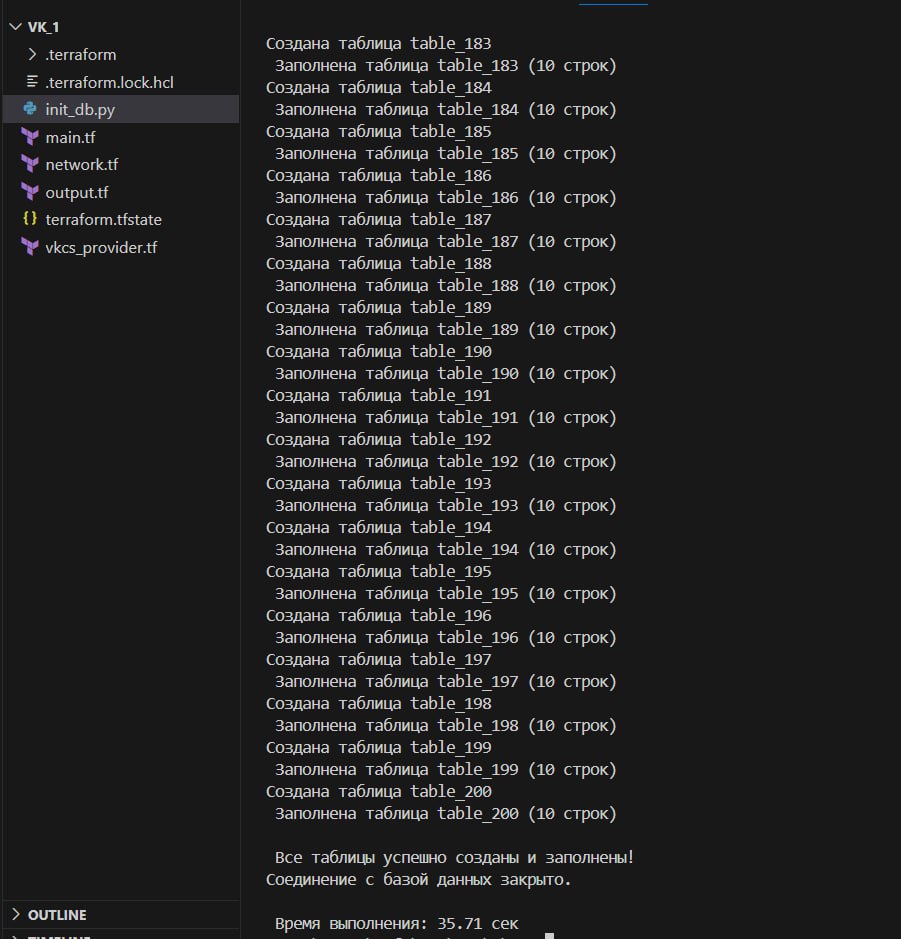 VK_1
.terraform
.terraform.lock.hcl
init_db.py
main.tf
network.tf
output.tf
terraform.tfstate
vkcs_provider.tf
OUTLINE
TIMELINE
Создана таблица table_183
Заполнена таблица table_183 (10 строк)
Создана таблица table_184
Заполнена таблица table_184 (10 строк)
Создана таблица table_185
Заполнена таблица table_185 (10 строк)
Создана таблица table_186
Заполнена таблица table_186 (10 строк)
Создана таблица table_187
Заполнена таблица table_187 (10 строк)
Создана таблица table_188
Заполнена таблица table_188 (10 строк)
Создана таблица table_189
Заполнена таблица table_189 (10 строк)
Создана таблица table_190
Заполнена таблица table_190 (10 строк)
Создана таблица table_191
Заполнена таблица table_191 (10 строк)
Создана таблица table_192
Заполнена таблица table_192 (10 строк)
Создана таблица table_193
Заполнена таблица table_193 (10 строк)
Создана таблица table_194
Заполнена таблица table_194 (10 строк)
Создана таблица table_195
Заполнена таблица table_195 (10 строк)
Создана таблица table_196
Заполнена таблица table_196 (10 строк)
Создана таблица table_197
Заполнена таблица table_197 (10 строк)
Создана таблица table_198
Заполнена таблица table_198 (10 строк)
Создана таблица table_199
Заполнена таблица table_199 (10 строк)
Создана таблица table_200
Заполнена таблица table_200 (10 строк)
Все таблицы успешно созданы и заполнены!
Соединение с базой данных закрыто.
Время выполнения: 35.71 сек